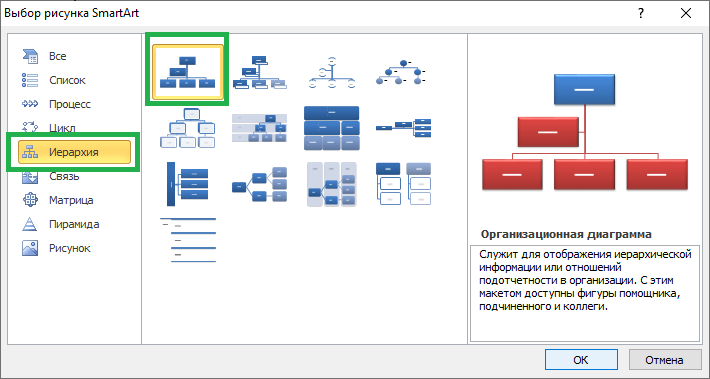 Выбор рисунка SmartArt
?
Все
Список
Процесс
Цикл
Иерархия
Связь
Матрица
Пирамида
Рисунок
Организационная диаграмма
Служит для отображения иерархической
информации или отношений
подотчетности в организации. С этим
макетом доступны фигуры помощника,
подчиненного и коллеги.
ОК
Отмена